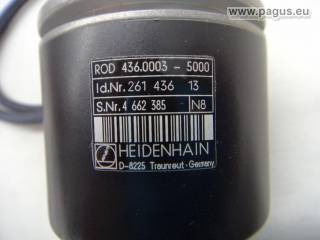 www.pagus.eu
ROD 436.0003 - 5000
Id.Nr. 261 436 13
S.Nr. 4 662 385 N8
HEIDENHAIN
D-8225 Traunreut · Germany